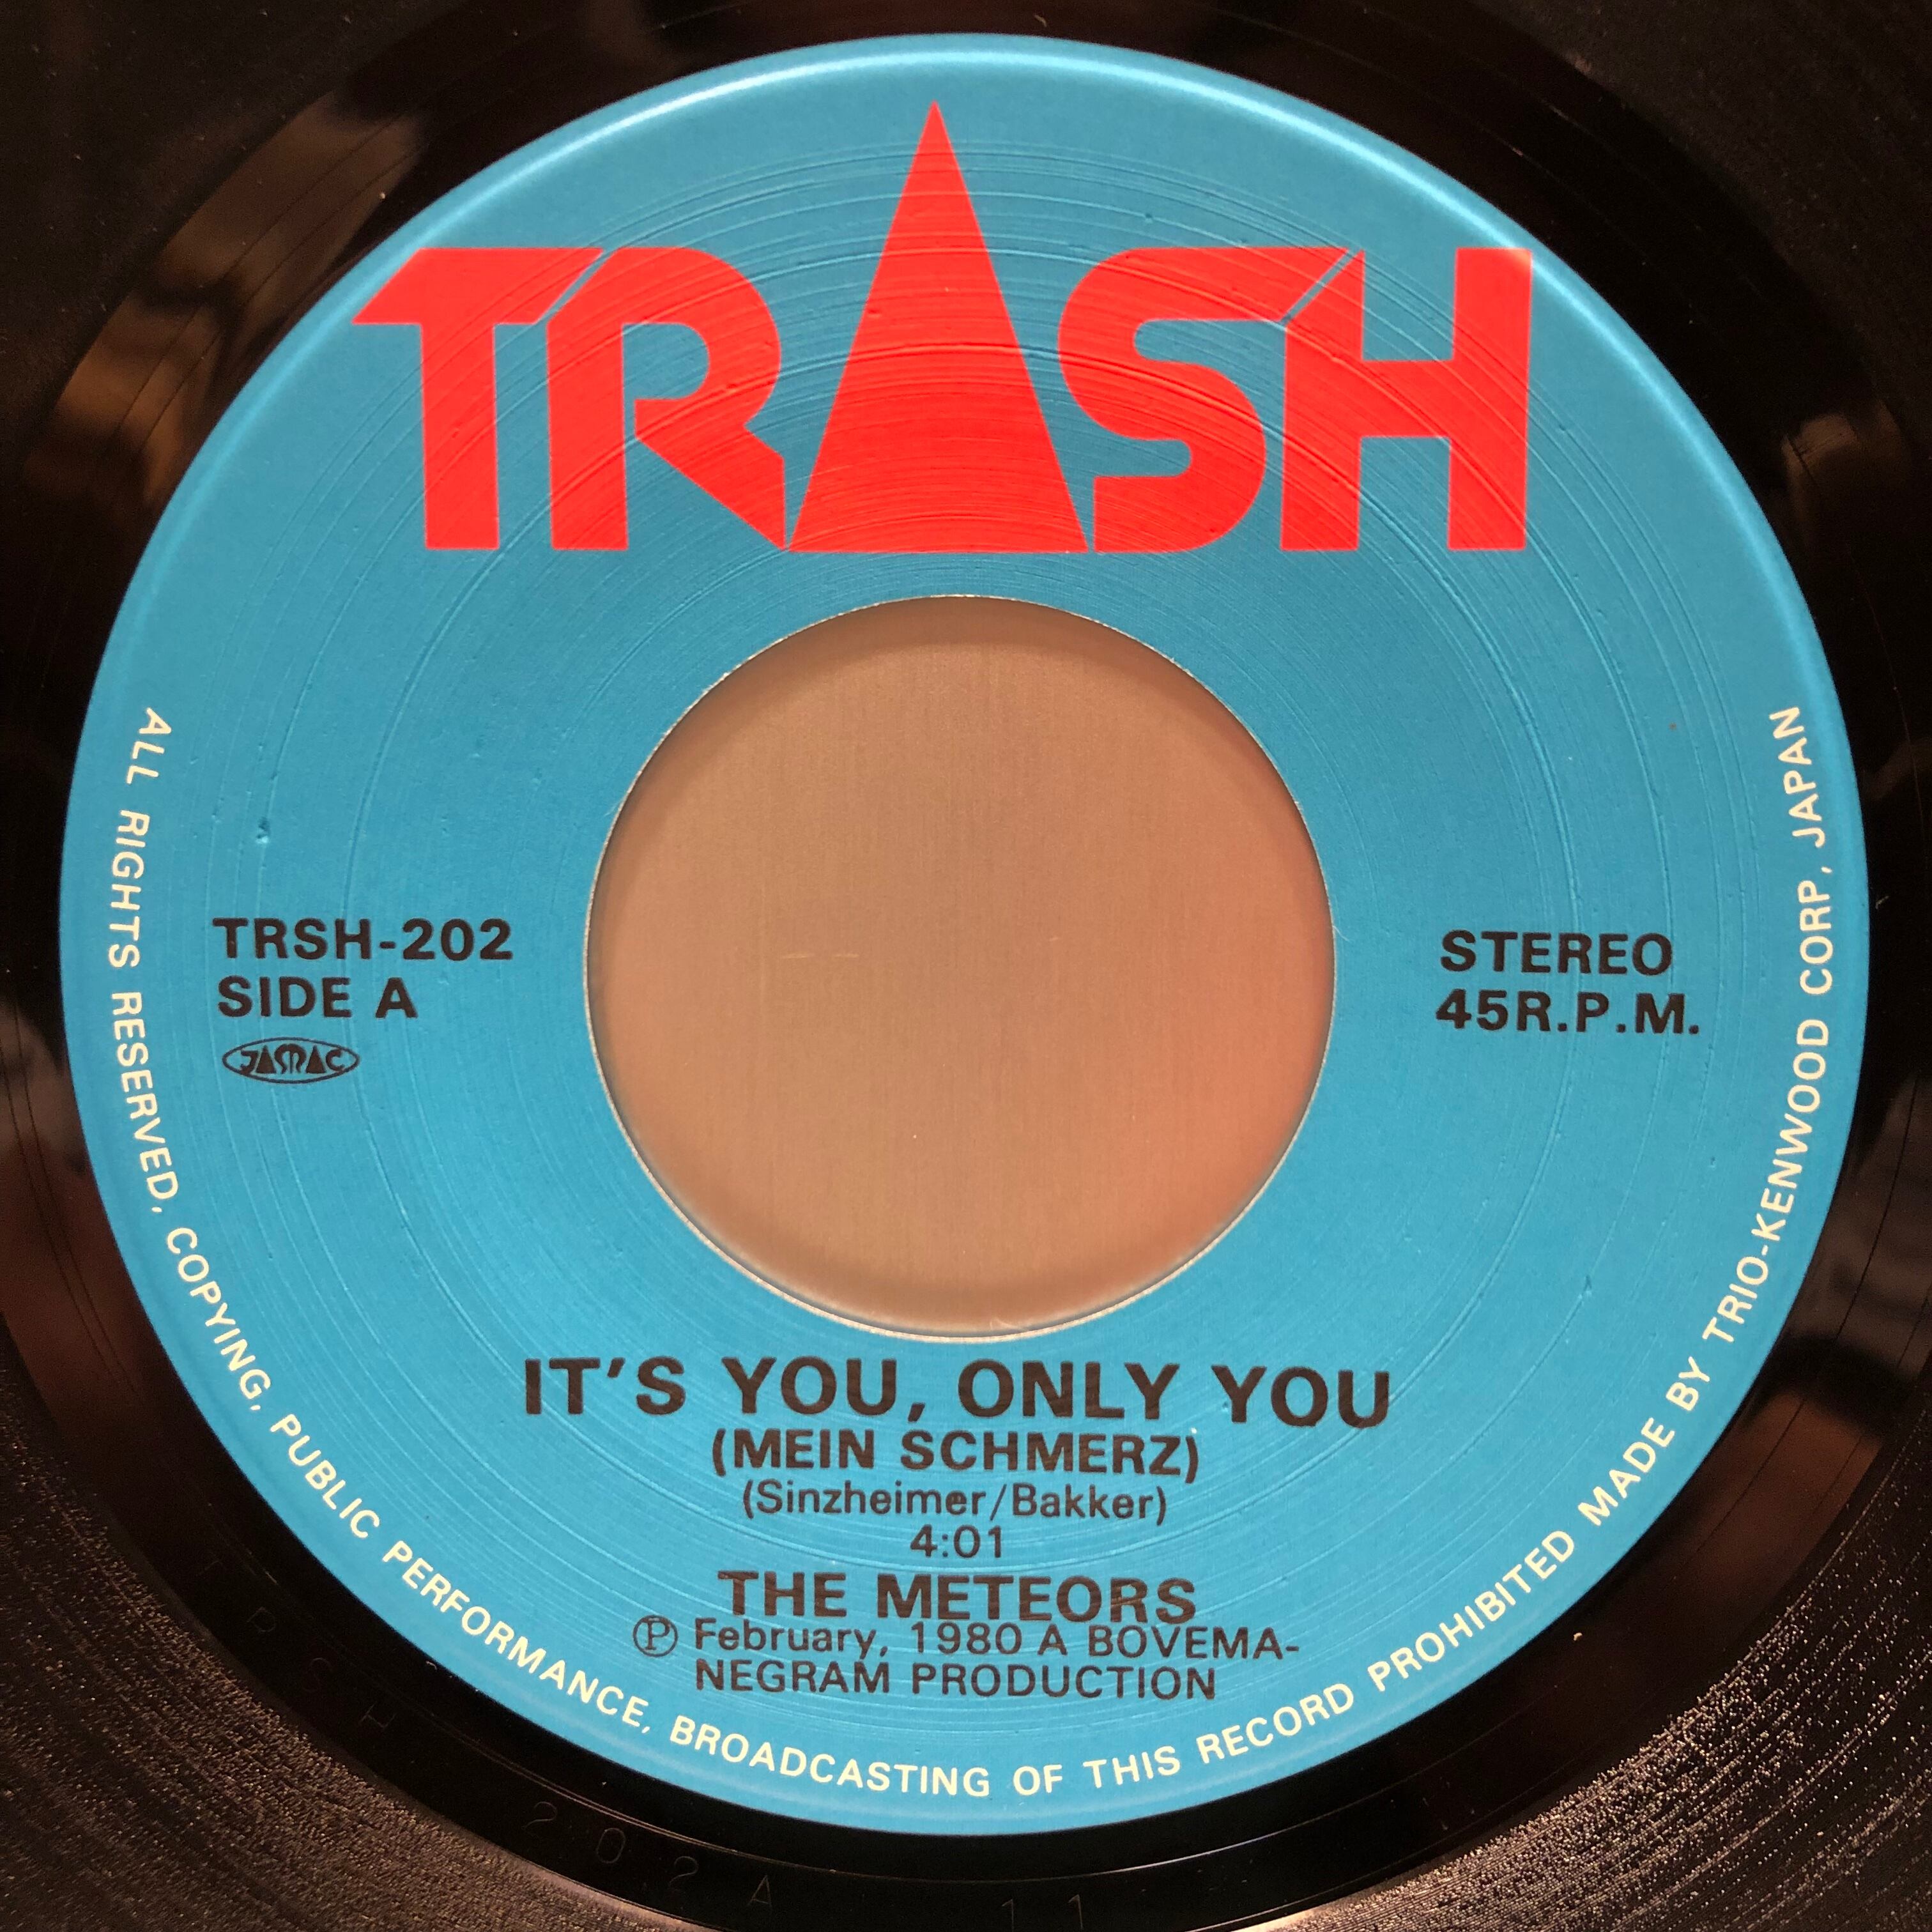 TRASH
TRSH-202
SIDE A
JASRAC
STEREO
45R.P.M.
IT'S YOU, ONLY YOU
(MEIN SCHMERZ)
(Sinzheimer/Bakker)
4:01
THE METEORS
Ⓟ February, 1980 A BOVEMA-
NEGRAM PRODUCTION
ALL RIGHTS RESERVED, COPYING, PUBLIC PERFORMANCE, BROADCASTING OF THIS RECORD PROHIBITED MADE BY TRIO-KENWOOD CORP, JAPAN
R S H 202A 11